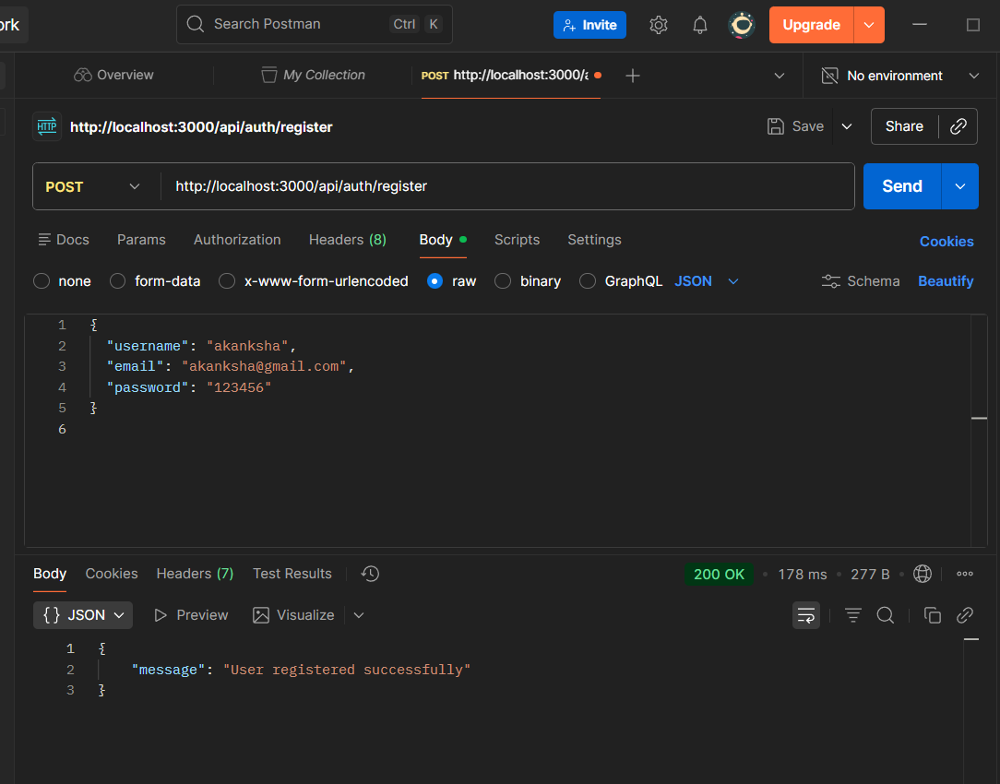 ork Search Postman Ctrl K Invite Upgrade
Overview My Collection POST http://localhost:3000/a No environment
HTTP http://localhost:3000/api/auth/register Save Share
POST http://localhost:3000/api/auth/register Send
Docs Params Authorization Headers (8) Body Scripts Settings Cookies
none form-data x-www-form-urlencoded raw binary GraphQL JSON Schema Beautify
1 {
2 "username": "akanksha",
3 "email": "akanksha@gmail.com",
4 "password": "123456"
5 }
6
Body Cookies Headers (7) Test Results 200 OK • 178 ms • 277 B •
{} JSON Preview Visualize
1 {
2 "message": "User registered successfully"
3 }